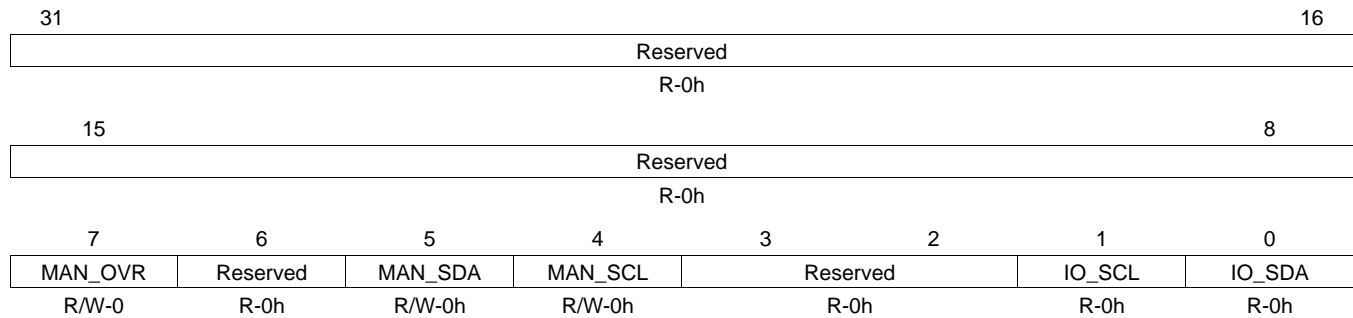 31 16
Reserved
R-0h
15 8
Reserved
R-0h
7 6 5 4 3 2 1 0
MAN_OVR Reserved MAN_SDA MAN_SCL Reserved IO_SCL IO_SDA
R/W-0 R-0h R/W-0h R/W-0h R-0h R-0h R-0h